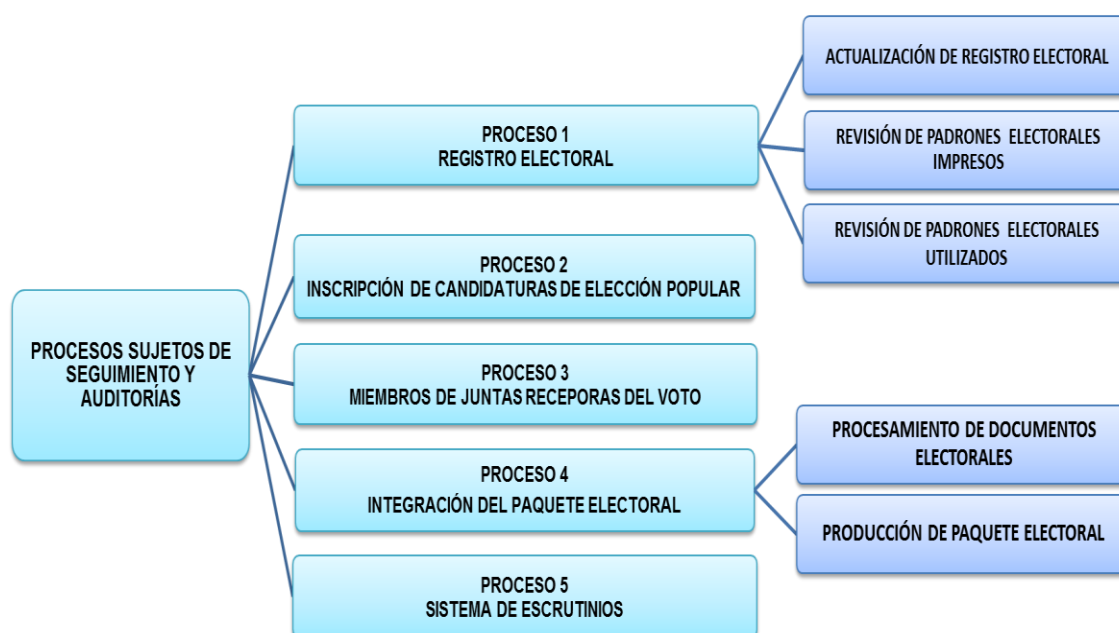 PROCESOS SUJETOS DE
SEGUIMIENTO Y
AUDITORÍAS
PROCESO 1
REGISTRO ELECTORAL
ACTUALIZACIÓN DE REGISTRO ELECTORAL
REVISIÓN DE PADRONES ELECTORALES
IMPRESOS
REVISIÓN DE PADRONES ELECTORALES
UTILIZADOS
PROCESO 2
INSCRIPCIÓN DE CANDIDATURAS DE ELECCIÓN POPULAR
PROCESO 3
MIEMBROS DE JUNTAS RECEPORAS DEL VOTO
PROCESO 4
INTEGRACIÓN DEL PAQUETE ELECTORAL
PROCESAMIENTO DE DOCUMENTOS
ELECTORALES
PRODUCCIÓN DE PAQUETE ELECTORAL
PROCESO 5
SISTEMA DE ESCRUTINIOS